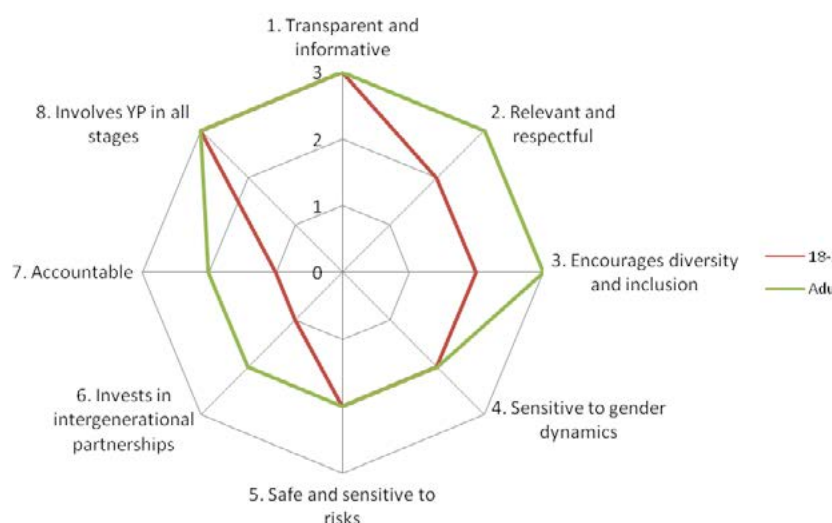 1. Transparent and
informative
3
2. Relevant and
respectful
8. Involves YP in all
stages
2
1
0
7. Accountable
3. Encourages diversity
and inclusion
18-
Adu
6. Invests in
intergenerational
partnerships
4. Sensitive to gender
dynamics
5. Safe and sensitive to
risks